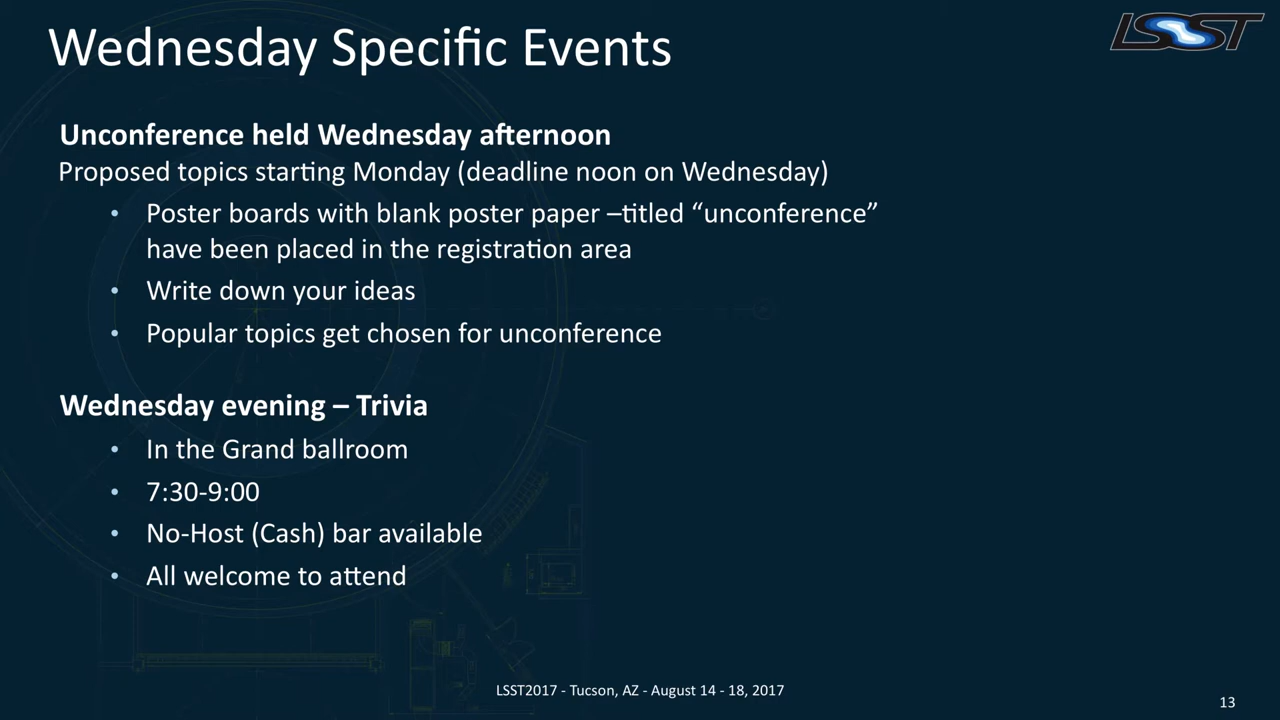 Wednesday Specific Events
LSST
Unconference held Wednesday afternoon
Proposed topics starting Monday (deadline noon on Wednesday)
• Poster boards with blank poster paper –titled “unconference”
have been placed in the registration area
• Write down your ideas
• Popular topics get chosen for unconference
Wednesday evening – Trivia
• In the Grand ballroom
• 7:30-9:00
• No-Host (Cash) bar available
• All welcome to attend
LSST2017 - Tucson, AZ - August 14 - 18, 2017
13